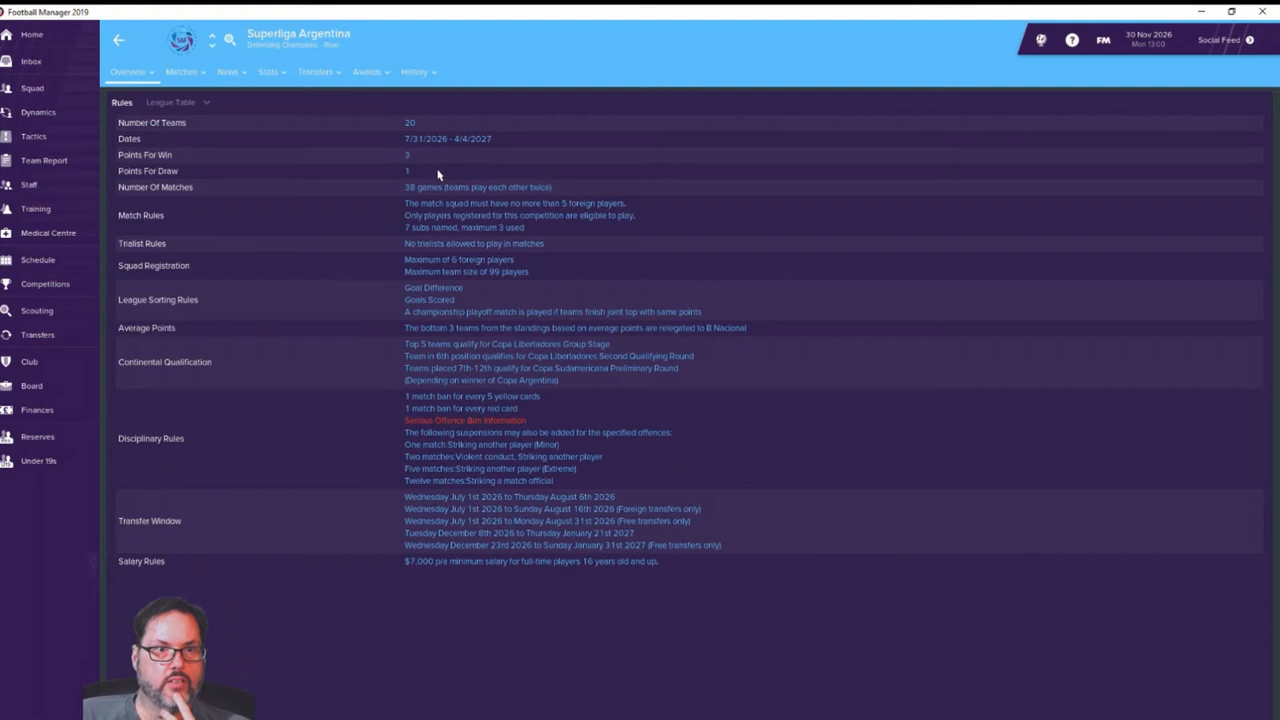 Football Manager 2019
Home
Inbox
Squad
Dynamics
Tactics
Team Report
Staff
Training
Medical Centre
Schedule
Competitions
Scouting
Transfers
Club
Board
Finances
Reserves
Under 19s
Superliga Argentina
Defending Champions - River
FM
30 Nov 2026
Mon 13:00
Social Feed
Overview Matches News Stats Transfers Awards History
Rules League Table
Number Of Teams 20
Dates 7/31/2026 - 4/4/2027
Points For Win 3
Points For Draw 1
Number Of Matches 38 games (teams play each other twice)
Match Rules
The match squad must have no more than 5 foreign players.
Only players registered for this competition are eligible to play.
7 subs named, maximum 3 used
Trialist Rules No trialists allowed to play in matches
Squad Registration
Maximum of 6 foreign players
Maximum team size of 99 players
League Sorting Rules
Goal Difference
Goals Scored
A championship playoff match is played if teams finish joint top with same points
Average Points The bottom 3 teams from the standings based on average points are relegated to B Nacional
Continental Qualification
Top 5 teams qualify for Copa Libertadores Group Stage
Team in 6th position qualifies for Copa Libertadores Second Qualifying Round
Teams placed 7th-12th qualify for Copa Sudamericana Preliminary Round
(Depending on winner of Copa Argentina)
Disciplinary Rules
1 match ban for every 5 yellow cards
1 match ban for every red card
Serious Offence Ban Information
The following suspensions may also be added for the specified offences:
One match:Striking another player (Minor)
Two matches:Violent conduct, Striking another player
Five matches:Striking another player (Extreme)
Twelve matches:Striking a match official
Transfer Window
Wednesday July 1st 2026 to Thursday August 6th 2026
Wednesday July 1st 2026 to Sunday August 16th 2026 (Foreign transfers only)
Wednesday July 1st 2026 to Monday August 31st 2026 (Free transfers only)
Tuesday December 8th 2026 to Thursday January 21st 2027
Wednesday December 23rd 2026 to Sunday January 31st 2027 (Free transfers only)
Salary Rules $7,000 p/a minimum salary for full-time players 16 years old and up.